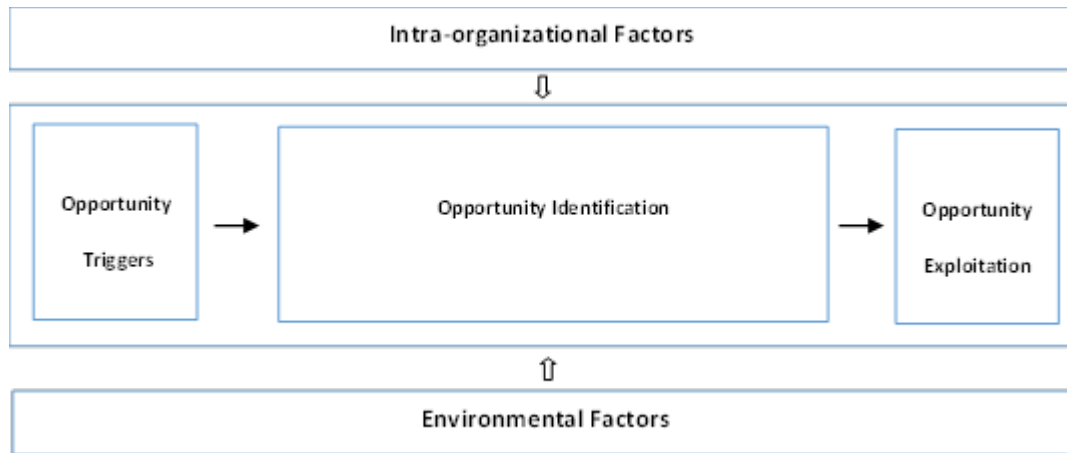 Intra-organizational Factors
Opportunity
Triggers
Opportunity Identification
Opportunity
Exploitation
Environmental Factors